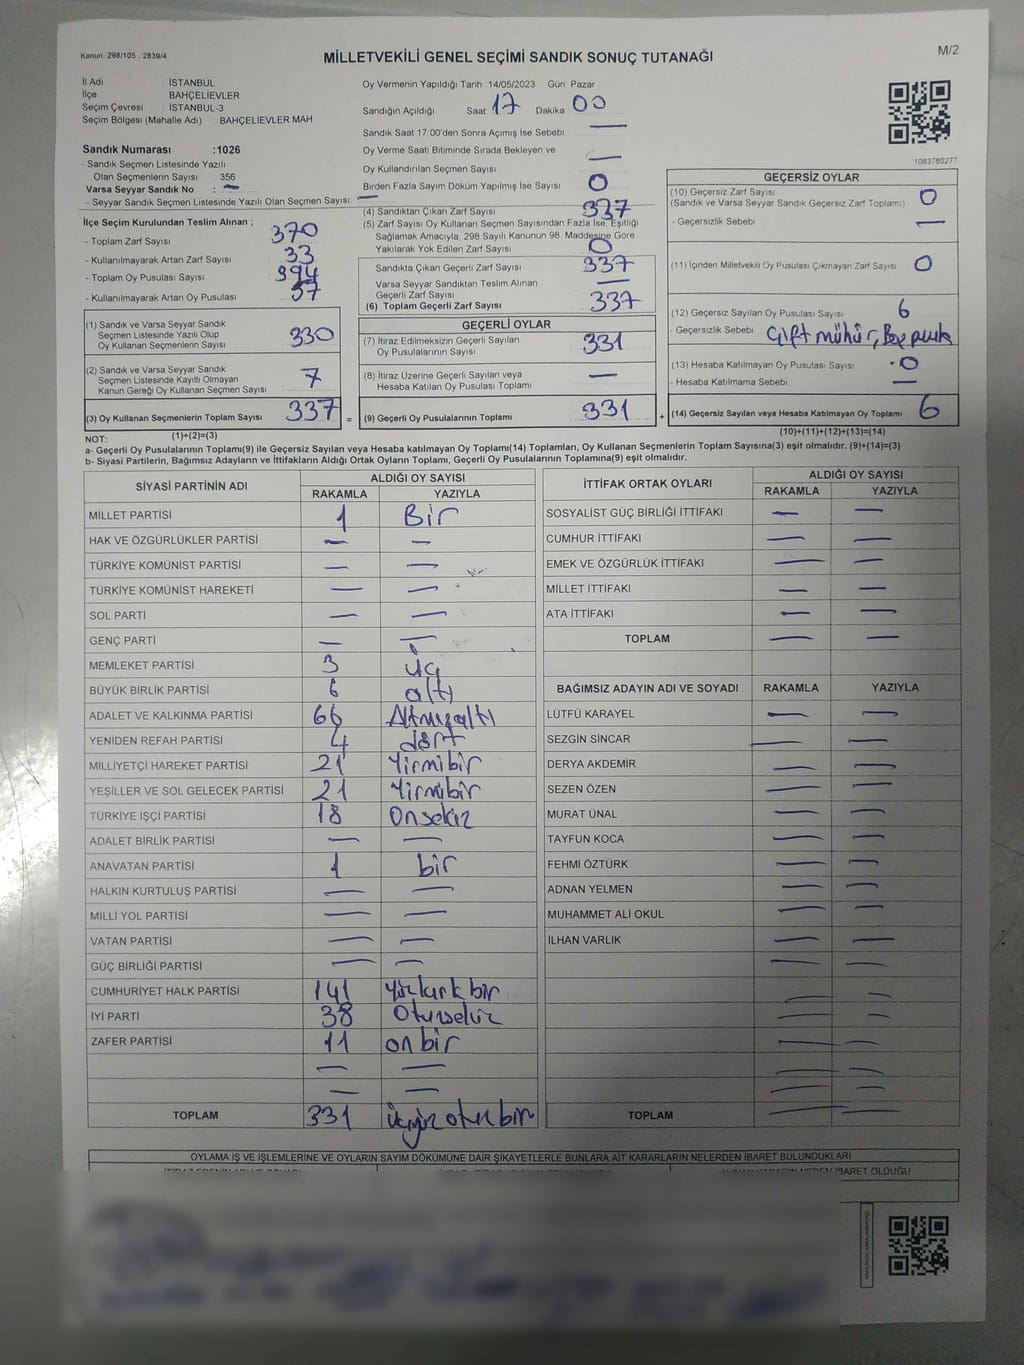 Kanun. 298/105 , 2839/4
MİLLETVEKİLİ GENEL SEÇİMİ SANDIK SONUÇ TUTANAĞI
M/2
İl Adı : İSTANBUL
İlçe : BAHÇELİEVLER
Seçim Çevresi : İSTANBUL-3
Seçim Bölgesi (Mahalle Adı) : BAHÇELİEVLER MAH
Sandık Numarası :1026
- Sandık Seçmen Listesinde Yazılı
Olan Seçmenlerin Sayısı : 356
Varsa Seyyar Sandık No : —
- Seyyar Sandık Seçmen Listesinde Yazılı Olan Seçmen Sayısı: —
Oy Vermenin Yapıldığı Tarih :14/05/2023 Gün: Pazar
Sandığın Açıldığı Saat 17 Dakika 00
Sandık Saat 17:00'den Sonra Açımış İse Sebebi —
Oy Verme Saati Bitiminde Sırada Bekleyen ve
Oy Kullandırılan Seçmen Sayısı —
Birden Fazla Sayım Döküm Yapılmış İse Sayısı 0
1083780277
İlçe Seçim Kurulundan Teslim Alınan ;
- Toplam Zarf Sayısı 370
- Kullanılmayarak Artan Zarf Sayısı 33
- Toplam Oy Pusulası Sayısı 394
- Kullanılmayarak Artan Oy Pusulası 57
(4) Sandıktan Çıkan Zarf Sayısı 337
(5) Zarf Sayısı Oy Kullanan Seçmen Sayısından Fazla İse, Eşitliği
Sağlamak Amacıyla, 298 Sayılı Kanunun 98. Maddesine Göre
Yakılarak Yok Edilen Zarf Sayısı 0
Sandıkta Çıkan Geçerli Zarf Sayısı 337
Varsa Seyyar Sandıktan Teslim Alınan
Geçerli Zarf Sayısı —
(6) Toplam Geçerli Zarf Sayısı 337
GEÇERSİZ OYLAR
(10) Geçersiz Zarf Sayısı 0
(Sandık ve Varsa Seyyar Sandık Geçersiz Zarf Toplamı)
- Geçersizlik Sebebi —
(11) İçinden Milletvekili Oy Pusulası Çıkmayan Zarf Sayısı 0
(12) Geçersiz Sayılan Oy Pusulası Sayısı 6
- Geçersizlik Sebebi Çift mühür,
(13) Hesaba Katılmayan Oy Pusulası Sayısı 0
- Hesaba Katılmama Sebebi —
(14) Geçersiz Sayılan veya Hesaba Katılmayan Oy Toplamı 6
(10)+(11)+(12)+(13)=(14)
(1) Sandık ve Varsa Seyyar Sandık
Seçmen Listesinde Yazılı Olup
Oy Kullanan Seçmenlerin Sayısı 330
(2) Sandık ve Varsa Seyyar Sandık
Seçmen Listesinde Kayıtlı Olmayan
Kanun Gereği Oy Kullanan Seçmen Sayısı 7
(3) Oy Kullanan Seçmenlerin Toplam Sayısı 337 =
(1)+(2)=(3)
GEÇERLİ OYLAR
(7) İtiraz Edilmeksizin Geçerli Sayılan
Oy Pusulalarının Sayısı 331
(8) İtiraz Üzerine Geçerli Sayılan veya
Hesaba Katılan Oy Pusulası Toplamı —
(9) Geçerli Oy Pusulalarının Toplamı 331 +
NOT:
a- Geçerli Oy Pusulaları Toplamı(9) ile Geçersiz Sayılan veya Hesaba katılmayan Oy Toplamı(14) Toplamları, Oy Kullanan Seçmenlerin Toplam Sayısına(3) eşit olmalıdır. (9)+(14)=(3)
b- Siyasi Partilerin, Bağımsız Adayların ve İttifakların Aldığı Ortak Oyların Toplamı, Geçerli Oy Pusulalarının Toplamına(9) eşit olmalıdır.
SİYASİ PARTİNİN ADI ALDIĞI OY SAYISI
RAKAMLA YAZIYLA
MİLLET PARTİSİ 1 Bir
HAK VE ÖZGÜRLÜKLER PARTİSİ — —
TÜRKİYE KOMÜNİST PARTİSİ — —
TÜRKİYE KOMÜNİST HAREKETİ — —
SOL PARTİ — —
GENÇ PARTİ — —
MEMLEKET PARTİSİ 3 üç
BÜYÜK BİRLİK PARTİSİ 6 altı
ADALET VE KALKINMA PARTİSİ 66 Altmışaltı
YENİDEN REFAH PARTİSİ 4 dört
MİLLİYETÇİ HAREKET PARTİSİ 21 Yirmibir
YEŞİLLER VE SOL GELECEK PARTİSİ 21 Yirmibir
TÜRKİYE İŞÇİ PARTİSİ 18 Onsekiz
ADALET BİRLİK PARTİSİ — —
ANAVATAN PARTİSİ 1 bir
HALKIN KURTULUŞ PARTİSİ — —
MİLLİ YOL PARTİSİ — —
VATAN PARTİSİ — —
GÜÇ BİRLİĞİ PARTİSİ — —
CUMHURİYET HALK PARTİSİ 141 Yüzkırk bir
İYİ PARTİ 38 Otuzsekiz
ZAFER PARTİSİ 11 on bir
— —
— —
TOPLAM 331 üçyüz otuz bir
İTTİFAK ORTAK OYLARI ALDIĞI OY SAYISI
RAKAMLA YAZIYLA
SOSYALİST GÜÇ BİRLİĞİ İTTİFAKI — —
CUMHUR İTTİFAKI — —
EMEK VE ÖZGÜRLÜK İTTİFAKI — —
MİLLET İTTİFAKI — —
ATA İTTİFAKI — —
TOPLAM — —
BAĞIMSIZ ADAYIN ADI VE SOYADI RAKAMLA YAZIYLA
LÜTFÜ KARAYEL — —
SEZGİN SİNCAR — —
DERYA AKDEMİR — —
SEZEN ÖZEN — —
MURAT ÜNAL — —
TAYFUN KOCA — —
FEHMİ ÖZTÜRK — —
ADNAN YELMEN — —
MUHAMMET ALİ OKUL — —
İLHAN VARLIK — —
— —
— —
— —
— —
— —
TOPLAM — —
OYLAMA İŞ VE İŞLEMLERİNE VE OYLARIN SAYIM DÖKÜMÜNE DAİR ŞİKAYETLERLE BUNLARA AİT KARARLARIN NELERDEN İBARET BULUNDUKLARI
NEDEN İBARET OLDUĞU